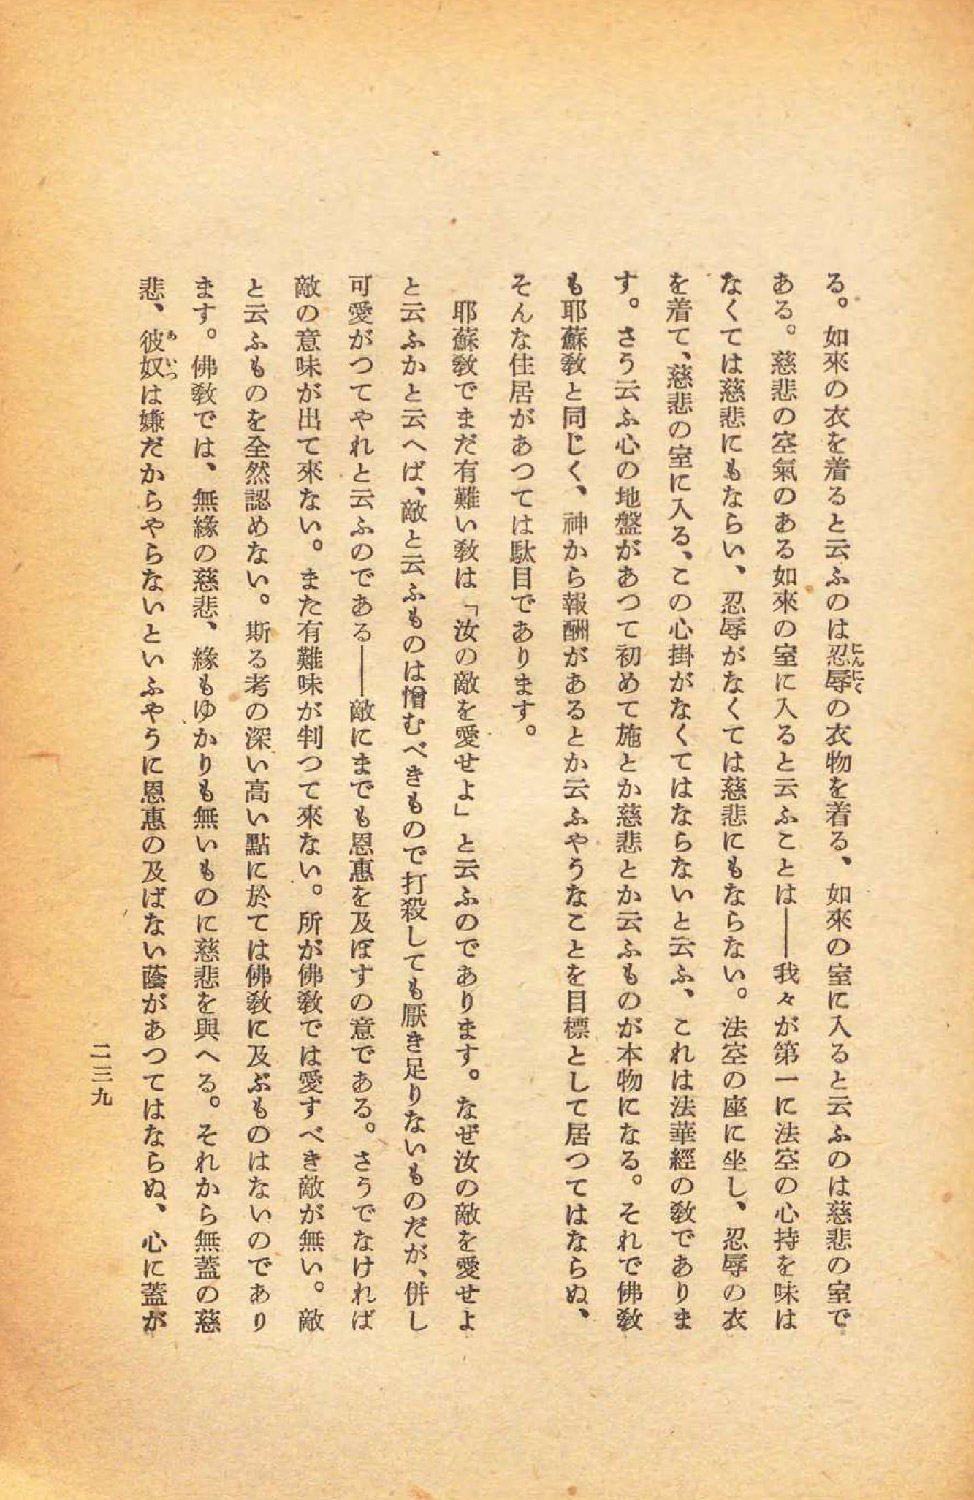 る。如來の衣を着ると云ふのは忍辱の衣物を着る、如來の室に入ると云ふのは慈悲の室で
ある。慈悲の空氣のある如來の室に入ると云ふことは――我々が第一に法空の心持を味は
なくては慈悲にもならい、忍辱がなくては慈悲にもならない。法空の座に坐し、忍辱の衣
を着て、慈悲の室に入る、この心掛がなくてはならないと云ふ、これは法華經の敎でありま
す。さう云ふ心の地盤があつて初めて施とか慈悲とか云ふものが本物になる。それで佛敎
も耶蘇敎と同じく、神から報酬があるとか云ふやうなことを目標として居つてはならぬ、
そんな住居があつては駄目であります。
耶蘇敎でまだ有難い敎は「汝の敵を愛せよ」と云ふのであります。なぜ汝の敵を愛せよ
と云ふかと云へば、敵と云ふものは憎むべきもので打殺しても厭き足りないものだが、併し
可愛がつてやれと云ふのである――敵にまでも恩惠を及ぼすの意である。さうでなければ
敵の意味が出て來ない。また有難味が判つて來ない。所が佛敎では愛すべき敵が無い。敵
と云ふものを全然認めない。斯る考の深い高い點に於ては佛敎に及ぶものはないのであり
ます。佛敎では、無緣の慈悲、緣もゆかりも無いものに慈悲を與へる。それから無蓋の慈
悲、彼奴は嫌だからやらないといふやうに恩惠の及ばない蔭があつてはならぬ、心に蓋が
あいつ
二三九